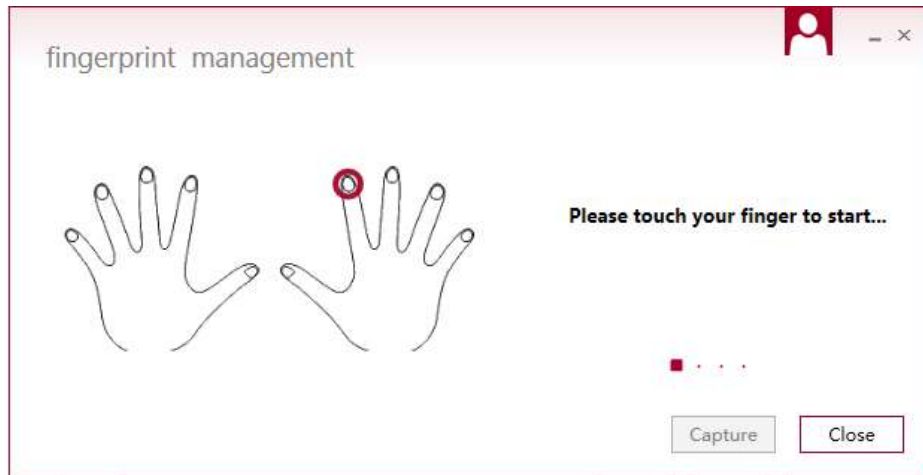 fingerprint management
Please touch your finger to start...
Capture
Close